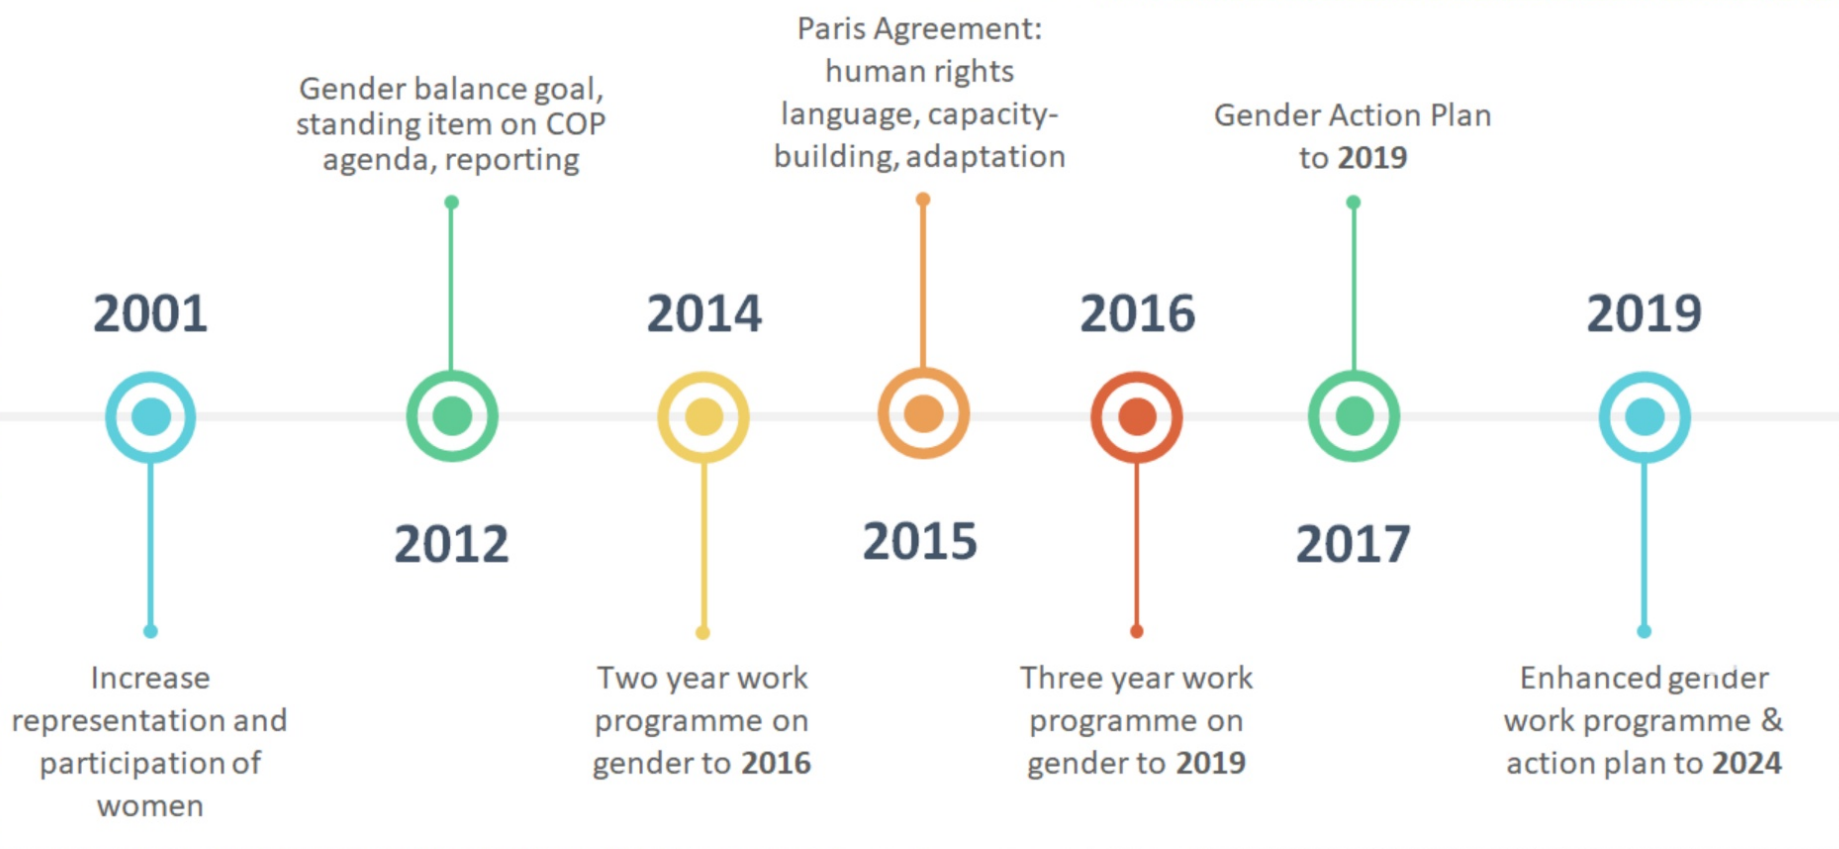 Paris Agreement:
human rights
language, capacity-
building, adaptation
Gender balance goal,
standing item on COP
agenda, reporting
Gender Action Plan
to 2019
2001
2014
2016
2019
2012
2015
2017
Increase
representation and
participation of
women
Two year work
programme on
gender to 2016
Three year work
programme on
gender to 2019
Enhanced gender
work programme &
action plan to 2024